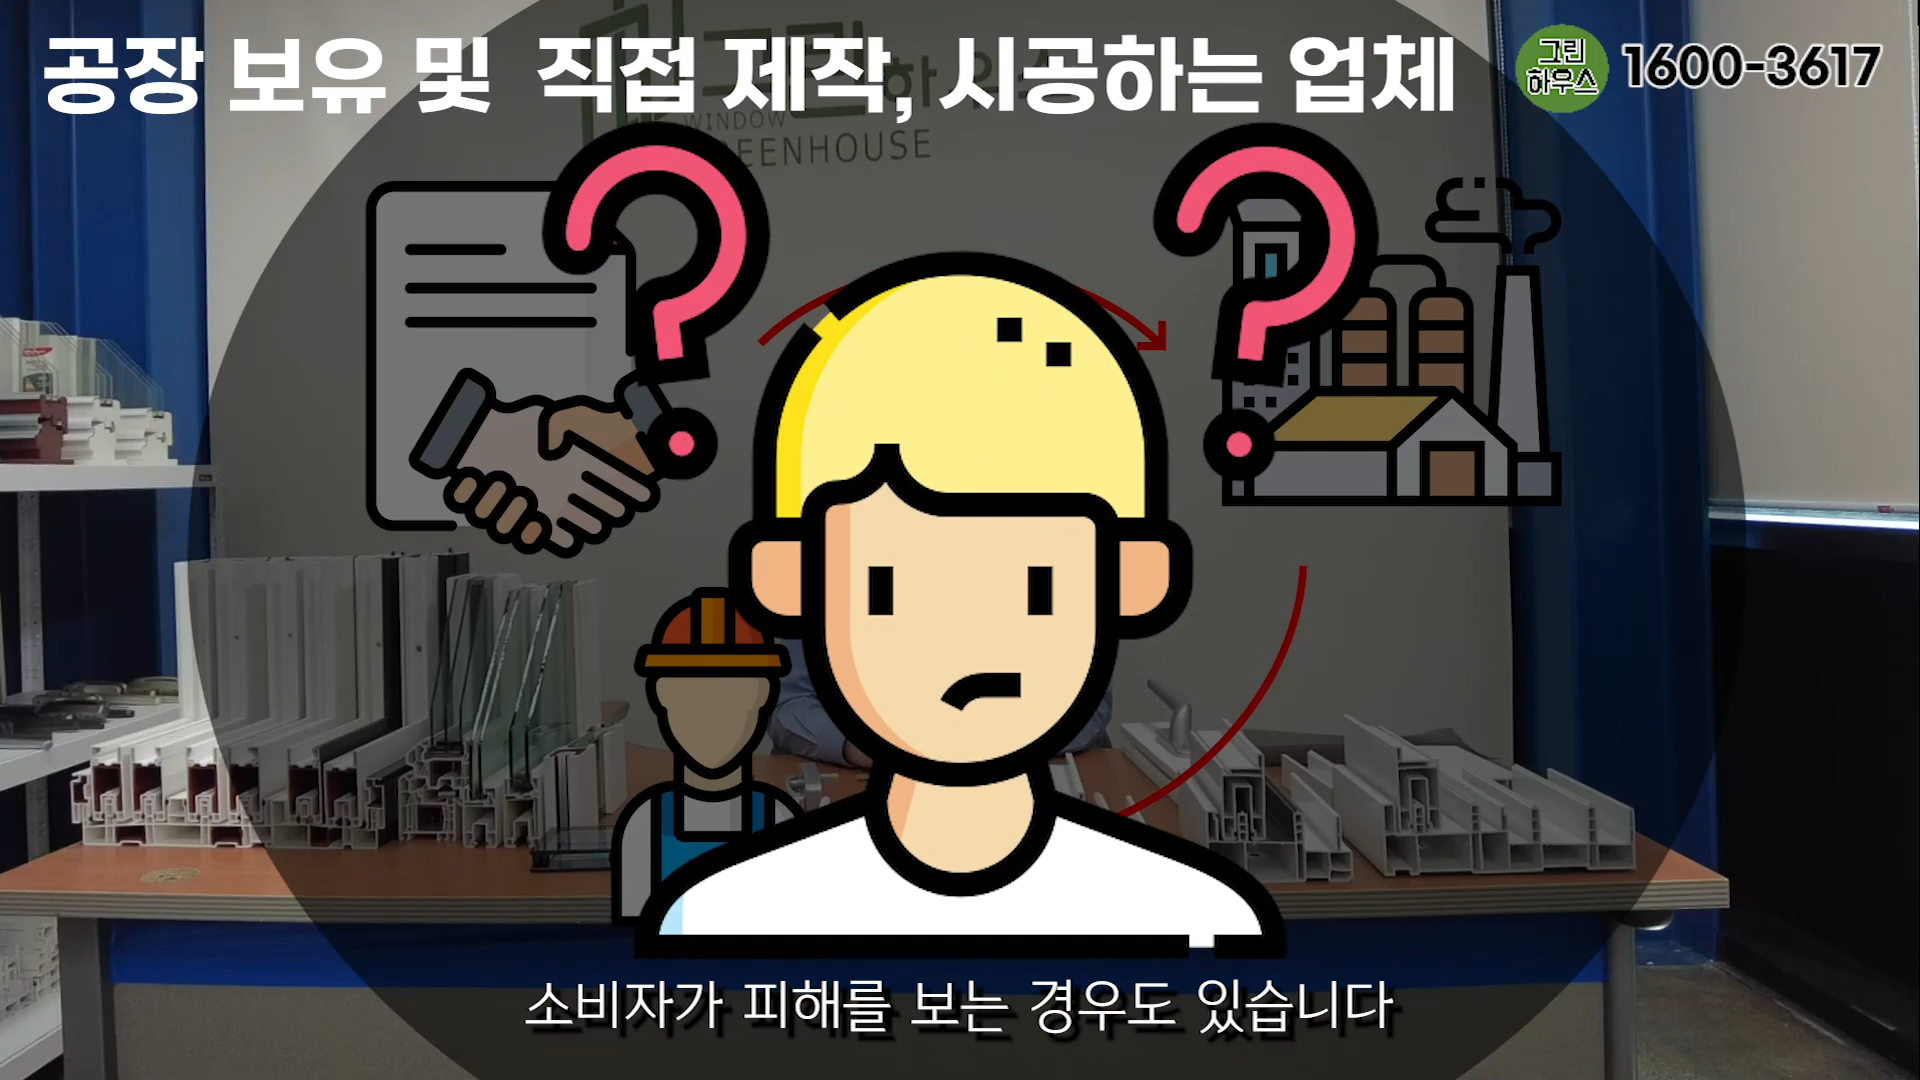 공장 보유 및 직접 제작, 시공하는 업체
그린
하우스
1600-3617
WINDOW
EENHOUSE
소비자가 피해를 보는 경우도 있습니다